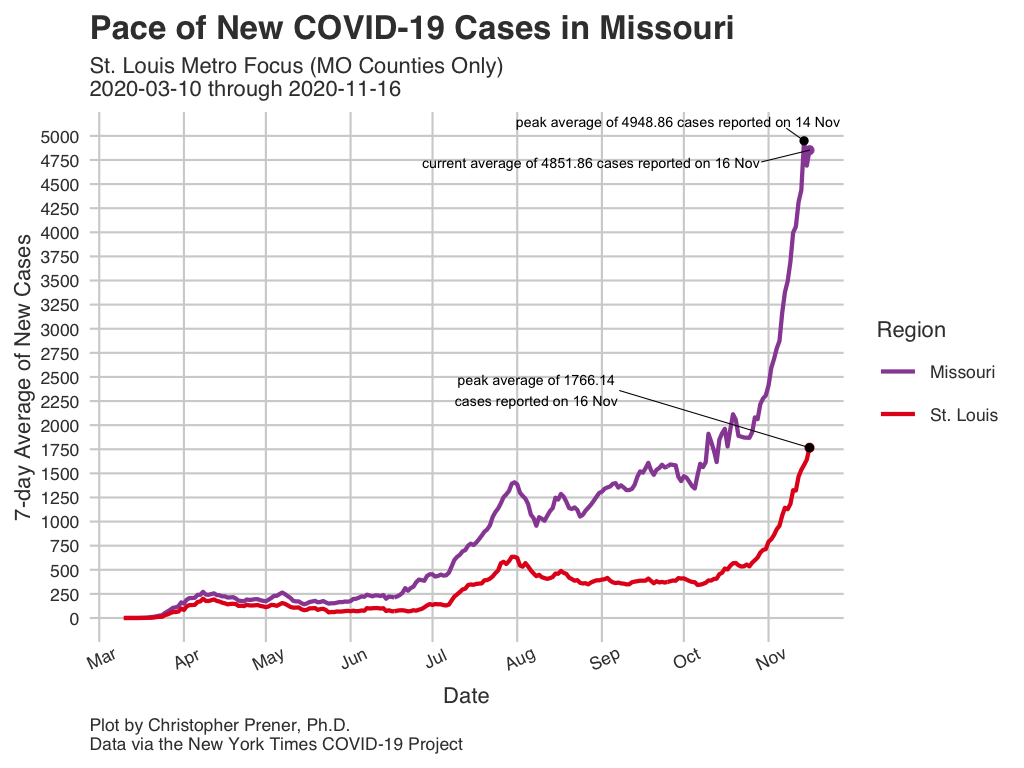 Pace of New COVID-19 Cases in Missouri
St. Louis Metro Focus (MO Counties Only)
2020-03-10 through 2020-11-16
peak average of 4948.86 cases reported on 14 Nov
current average of 4851.86 cases reported on 16 Nov
peak average of 1766.14
cases reported on 16 Nov
7-day Average of New Cases
5000
4750
4500
4250
4000
3750
3500
3250
3000
2750
2500
2250
2000
1750
1500
1250
1000
750
500
250
0
Mar
Apr
May
Jun
Jul
Aug
Sep
Oct
Nov
Date
Region
Missouri
St. Louis
Plot by Christopher Prener, Ph.D.
Data via the New York Times COVID-19 Project